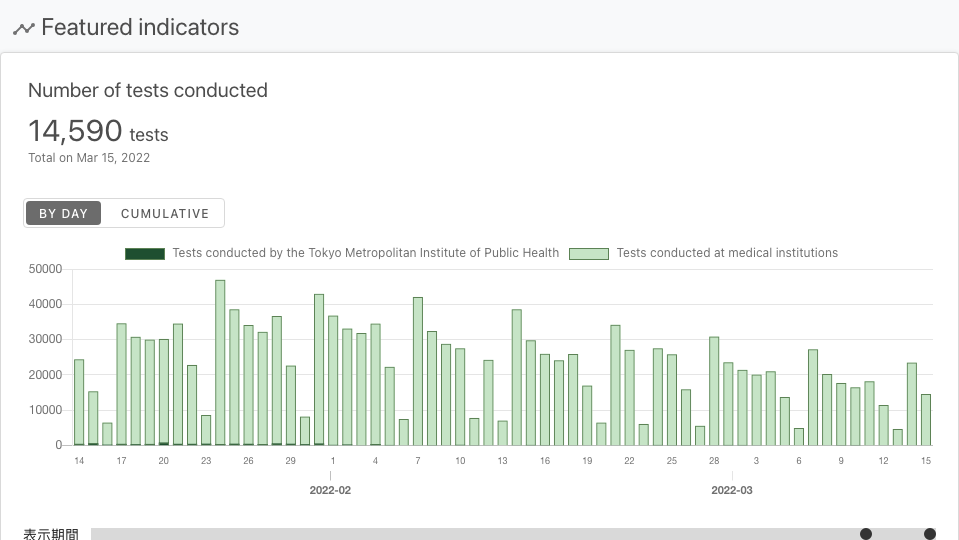 Featured indicators
Number of tests conducted
14,590 tests
Total on Mar 15, 2022
BY DAY CUMULATIVE
Tests conducted by the Tokyo Metropolitan Institute of Public Health Tests conducted at medical institutions
50000
40000
30000
20000
10000
0
14 17 20 23 26 29 1 4 7 10 13 16 19 22 25 28 3 6 9 12 15
2022-02 2022-03
表示期間